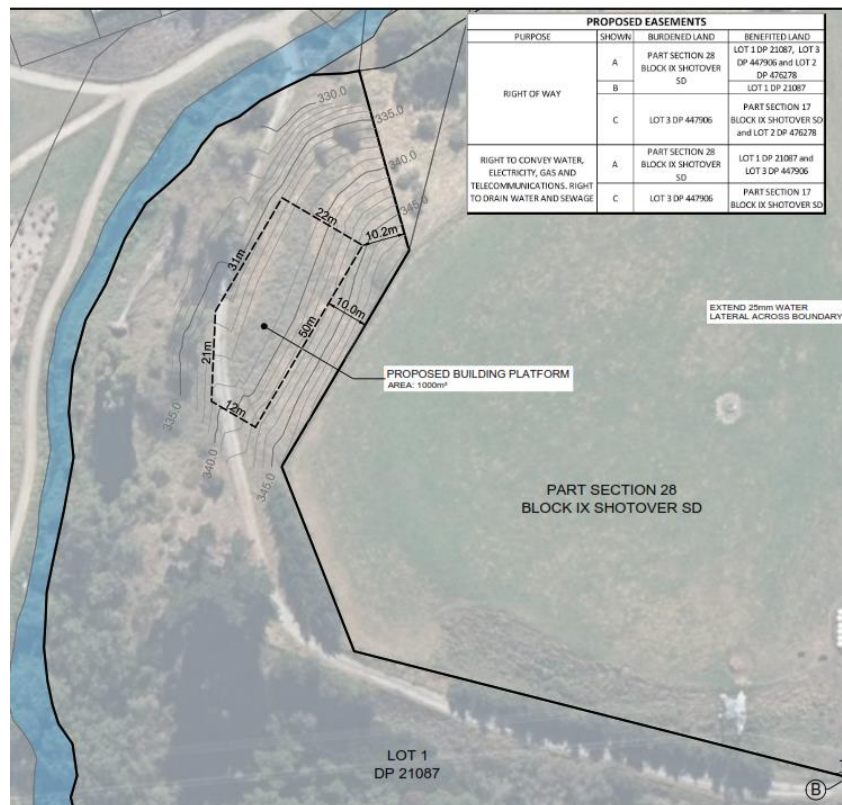 PROPOSED EASEMENTS
PURPOSE SHOWN BURDENED LAND BENEFITED LAND
RIGHT OF WAY
A
PART SECTION 28
BLOCK IX SHOTOVER
SD
LOT 1 DP 21087, LOT 3
DP 447906 and LOT 2
DP 476278
B
LOT 1 DP 21087
C
LOT 3 DP 447906
PART SECTION 17
BLOCK IX SHOTOVER SD
and LOT 2 DP 476278
RIGHT TO CONVEY WATER,
ELECTRICITY, GAS AND
TELECOMMUNICATIONS. RIGHT
TO DRAIN WATER AND SEWAGE
A
PART SECTION 28
BLOCK IX SHOTOVER
SD
LOT 1 DP 21087 and
LOT 3 DP 447906
C
LOT 3 DP 447906
PART SECTION 17
BLOCK IX SHOTOVER SD
330.0
335.0
340.0
345.0
22m
10.2m
31m
10.0m
50m
21m
12m
EXTEND 25mm WATER
LATERAL ACROSS BOUNDARY
PROPOSED BUILDING PLATFORM
AREA: 1000m²
335.0
340.0
345.0
PART SECTION 28
BLOCK IX SHOTOVER SD
LOT 1
DP 21087
B